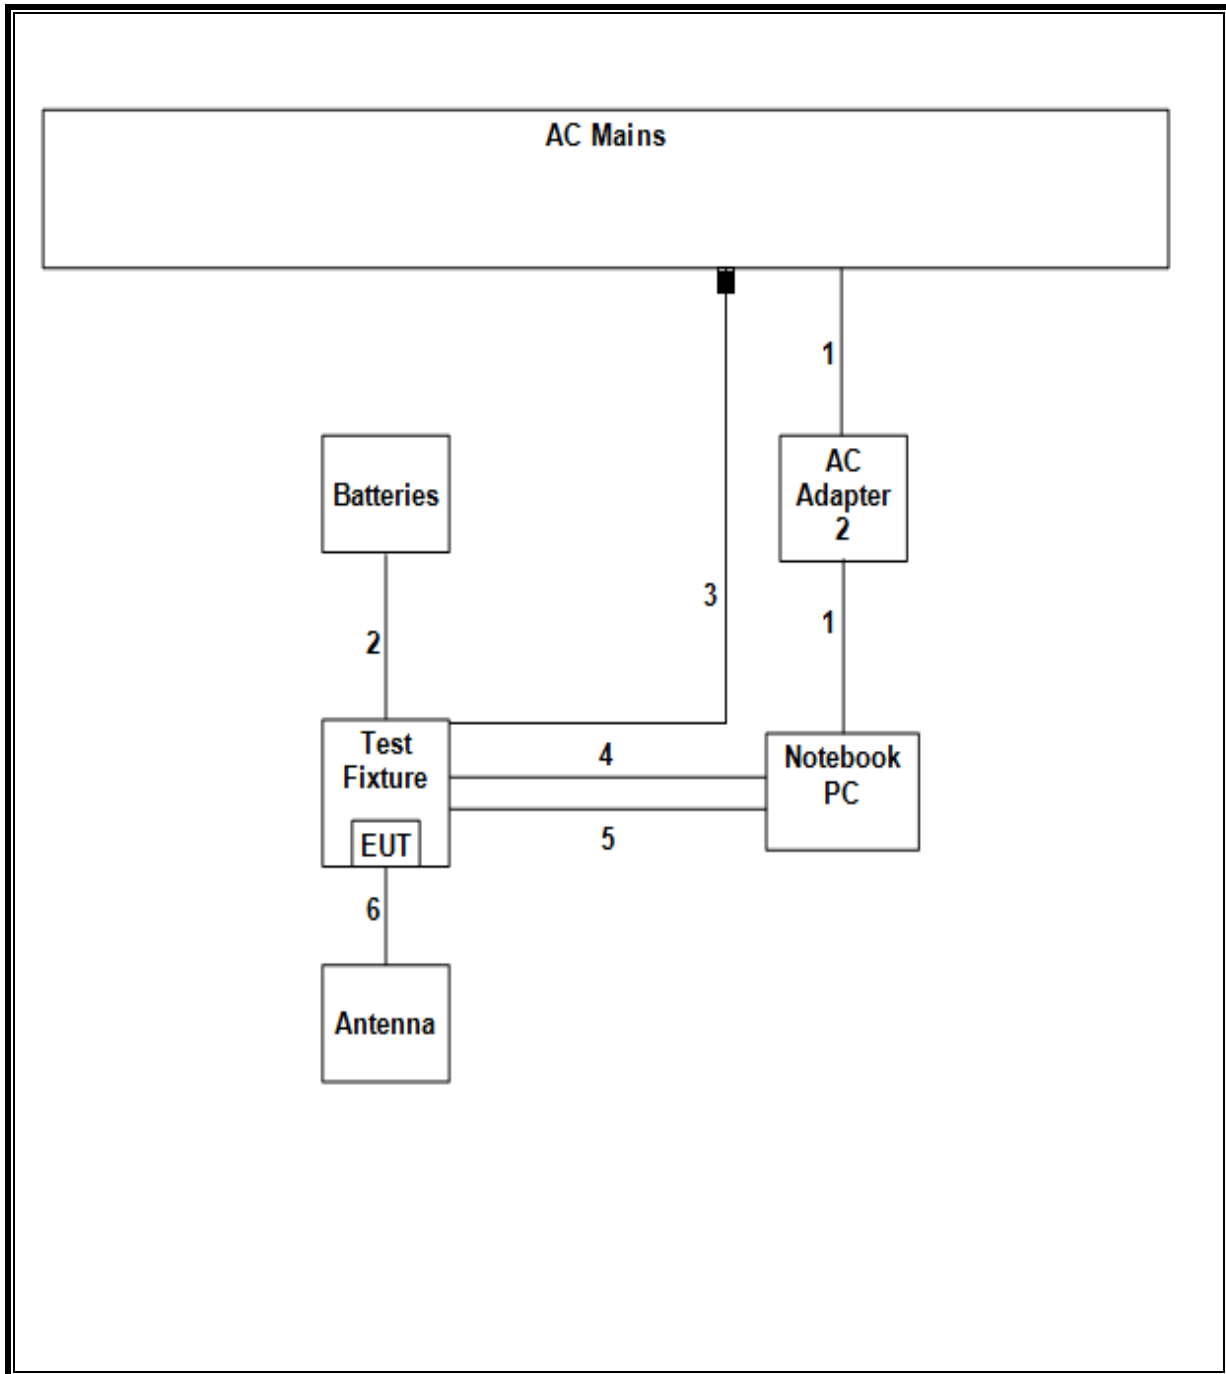 AC Mains
1
AC
Adapter
2
Batteries
3
1
2
Test
Fixture
4
Notebook
PC
5
EUT
6
Antenna